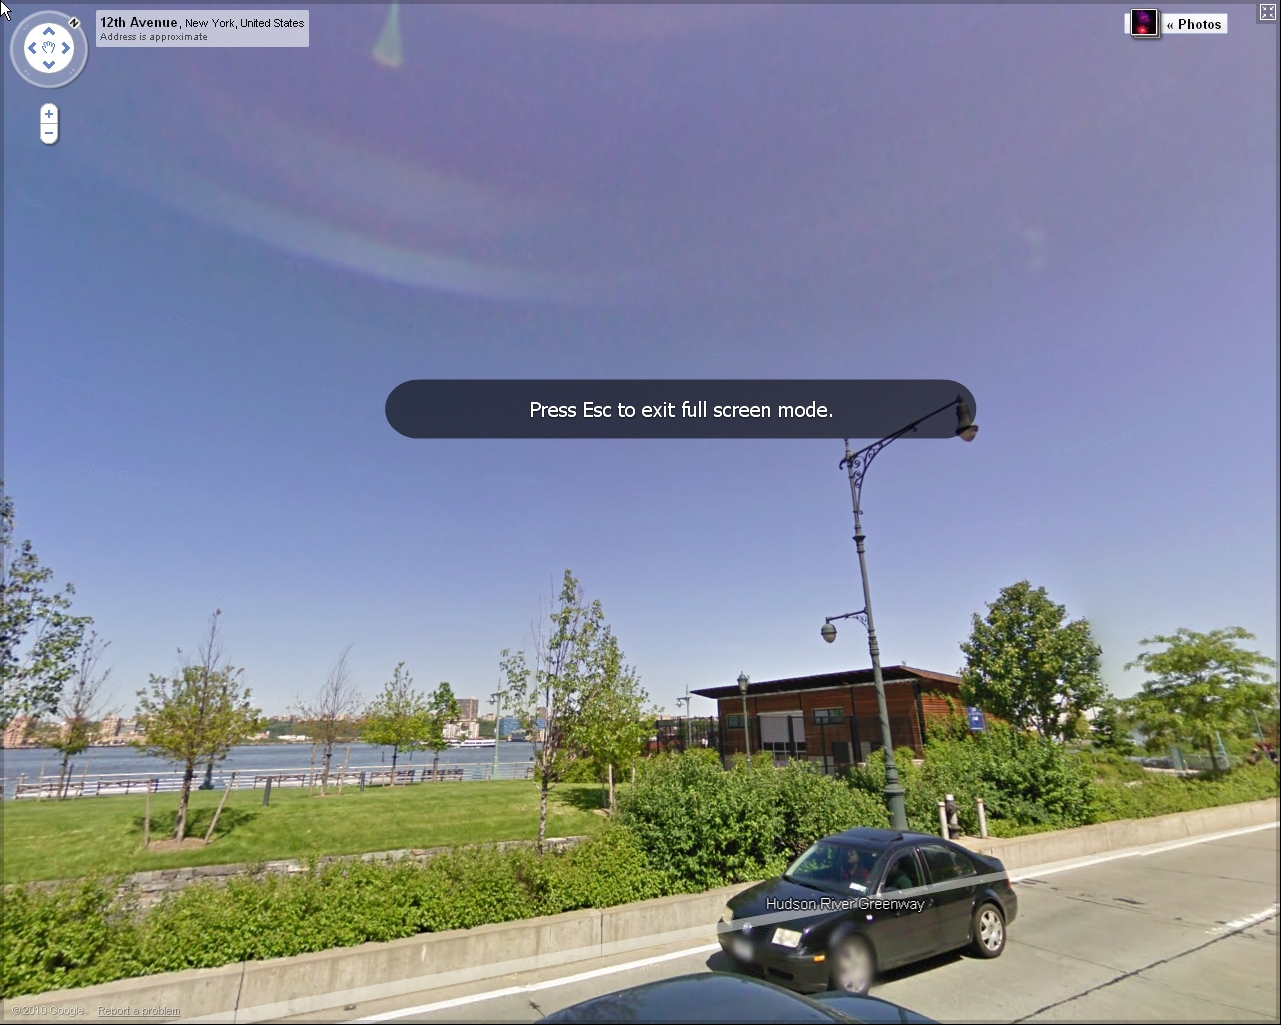 12th Avenue, New York, United States
Address is approximate
N
« Photos
+
−
Press Esc to exit full screen mode.
Hudson River Greenway
© 2010 Google Report a problem